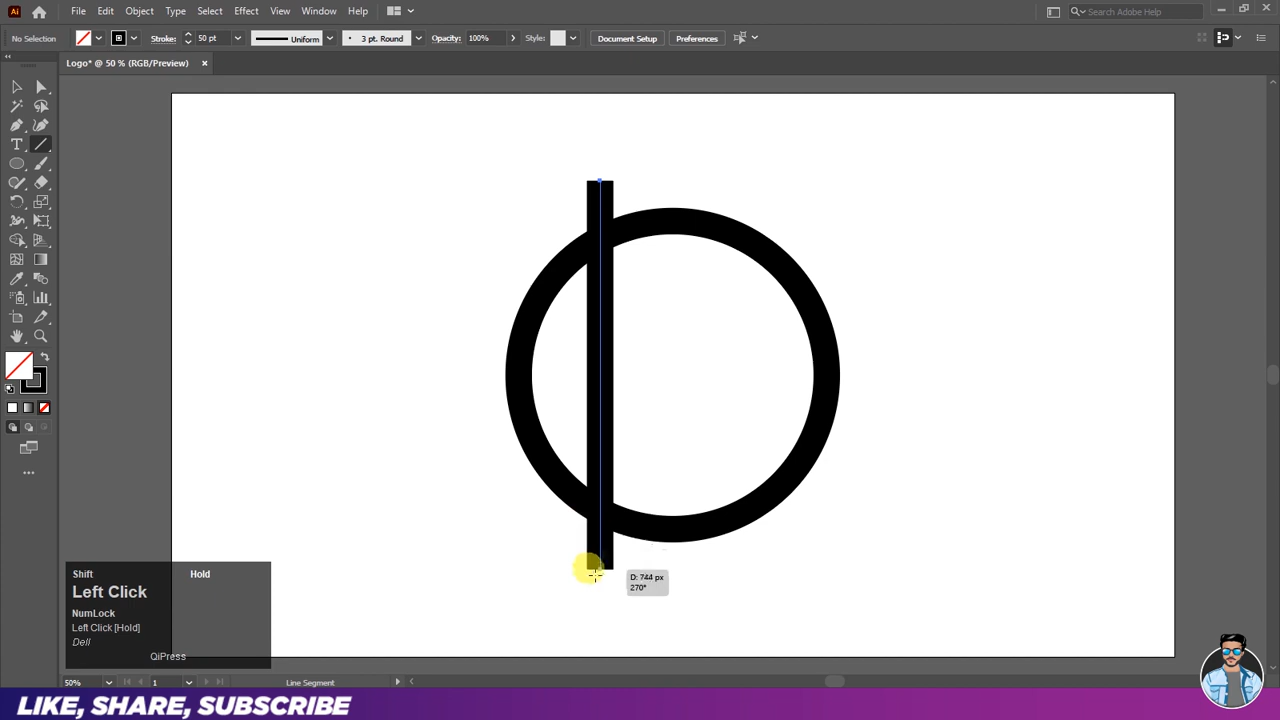 Ai File Edit Object Type Select Effect View Window Help Search Adobe Help
No Selection Stroke: 50 pt Uniform 3 pt. Round Opacity: 100% Style: Document Setup Preferences
Logo* @ 50 % (RGB/Preview) ×
T
D: 744 px
270°
Shift Hold
Left Click
NumLock
Left Click [Hold]
Dell
QiPress
50% 1 Line Segment
LIKE, SHARE, SUBSCRIBE